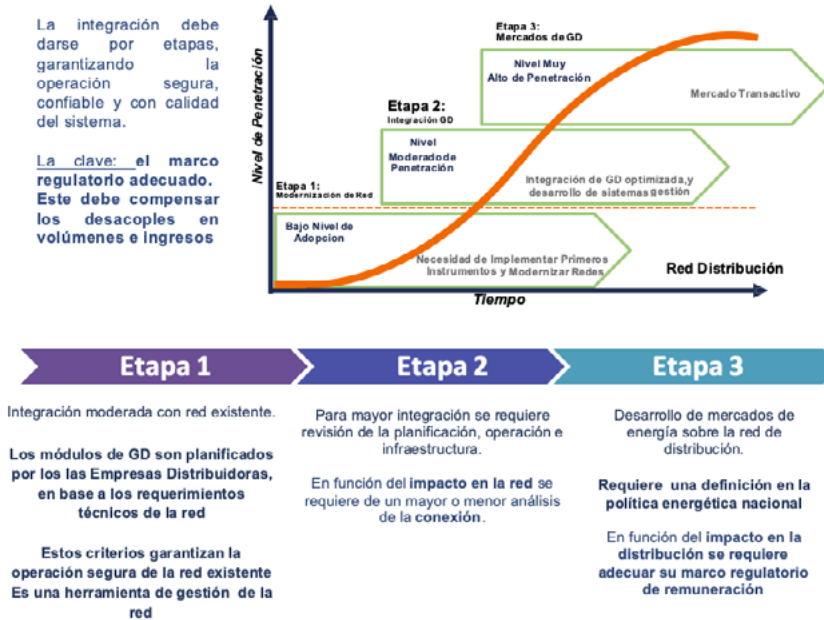 La integración debe
darse por etapas,
garantizando la
operación segura,
confiable y con calidad
del sistema.
La clave: el marco
regulatorio adecuado.
Este debe compensar
los desacoples en
volúmenes e ingresos
Nivel de Penetración
Etapa 3:
Mercados de GD
Nivel Muy
Alto de Penetración
Mercado Transactivo
Etapa 2:
Integración GD
Nivel
Moderado de
Penetración
Integración de GD optimizada, y
desarrollo de sistemas gestión
Etapa 1:
Modernización de Red
Bajo Nivel de
Adopcion
Necesidad de Implementar Primeros
Instrumentos y Modernizar Redes
Red Distribución
Tiempo
Etapa 1
Etapa 2
Etapa 3
Integración moderada con red existente.
Los módulos de GD son planificados
por los las Empresas Distribuidoras,
en base a los requerimientos
técnicos de la red
Estos criterios garantizan la
operación segura de la red existente
Es una herramienta de gestión de la
red
Para mayor integración se requiere
revisión de la planificación, operación e
infraestructura.
En función del impacto en la red se
requiere de un mayor o menor análisis
de la conexión.
Desarrollo de mercados de
energía sobre la red de
distribución.
Requiere una definición en la
política energética nacional
En función del impacto en la
distribución se requiere
adecuar su marco regulatorio
de remuneración